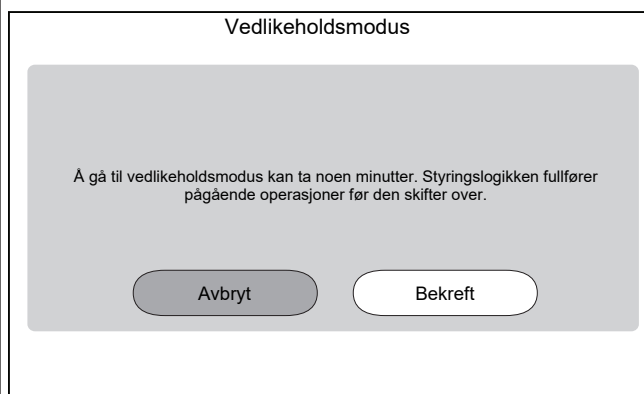 Vedlikeholdsmodus
Å gå til vedlikeholdsmodus kan ta noen minutter. Styringslogikken fullfører
pågående operasjoner før den skifter over.
Avbryt
Bekreft